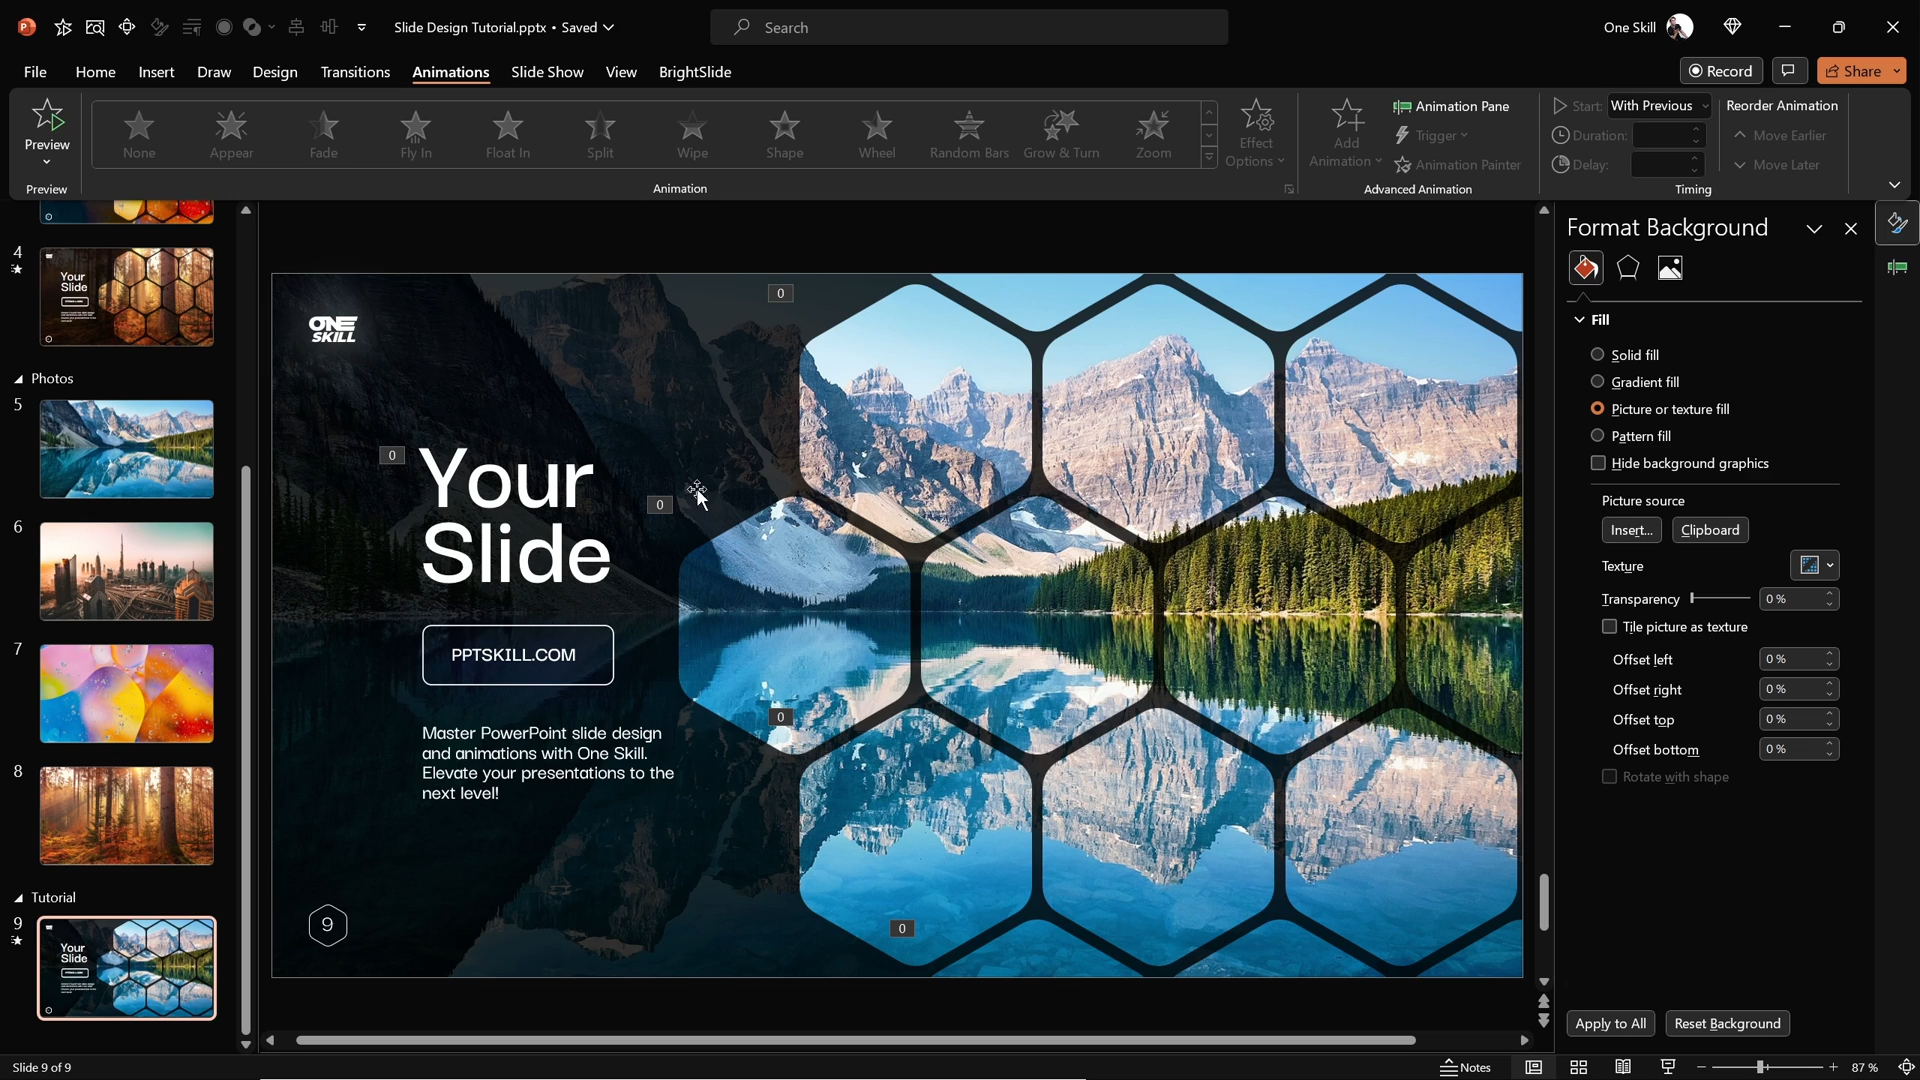 Slide Design Tutorial.pptx • Saved
Search
One Skill
File
Home
Insert
Draw
Design
Transitions
Animations
Slide Show
View
BrightSlide
Record
Share
Preview
Preview
None
Appear
Fade
Fly In
Float In
Split
Wipe
Shape
Wheel
Random Bars
Grow & Turn
Zoom
Animation
Effect
Options
Add
Animation
Animation Pane
Trigger
Animation Painter
Advanced Animation
Start:
With Previous
Duration:
Delay:
Reorder Animation
Move Earlier
Move Later
Timing
4
Your
Slide
Photos
5
6
7
8
Tutorial
9
Your
Slide
0
ONE
SKILL
0
Your
0
Slide
PPTSKILL.COM
0
Master PowerPoint slide design
and animations with One Skill.
Elevate your presentations to the
next level!
9
0
Format Background
Fill
Solid fill
Gradient fill
Picture or texture fill
Pattern fill
Hide background graphics
Picture source
Insert...
Clipboard
Texture
Transparency
0 %
Tile picture as texture
Offset left
0 %
Offset right
0 %
Offset top
0 %
Offset bottom
0 %
Rotate with shape
Apply to All
Reset Background
Slide 9 of 9
Notes
87 %